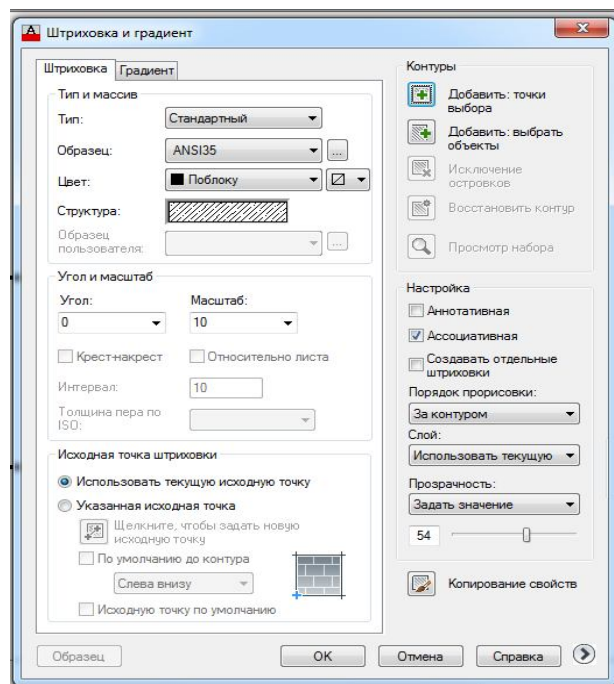 Штриховка и градиент
Штриховка
Градиент
Тип и массив
Тип:
Стандартный
Образец:
ANSI35
...
Цвет:
Поблоку
Структура:
Образец
пользователя:
...
Угол и масштаб
Угол:
Масштаб:
0
10
Крест-накрест
Относительно листа
Интервал:
10
Толщина пера по
ISO:
Исходная точка штриховки
Использовать текущую исходную точку
Указанная исходная точка
Щелкните, чтобы задать новую
исходную точку
По умолчанию до контура
Слева внизу
Исходную точку по умолчанию
Контуры
Добавить: точки
выбора
Добавить: выбрать
объекты
Исключение
островков
Восстановить контур
Просмотр набора
Настройка
Аннотативная
Ассоциативная
Создавать отдельные
штриховки
Порядок прорисовки:
За контуром
Слой:
Использовать текущую
Прозрачность:
Задать значение
54
Копирование свойств
Образец
ОК
Отмена
Справка